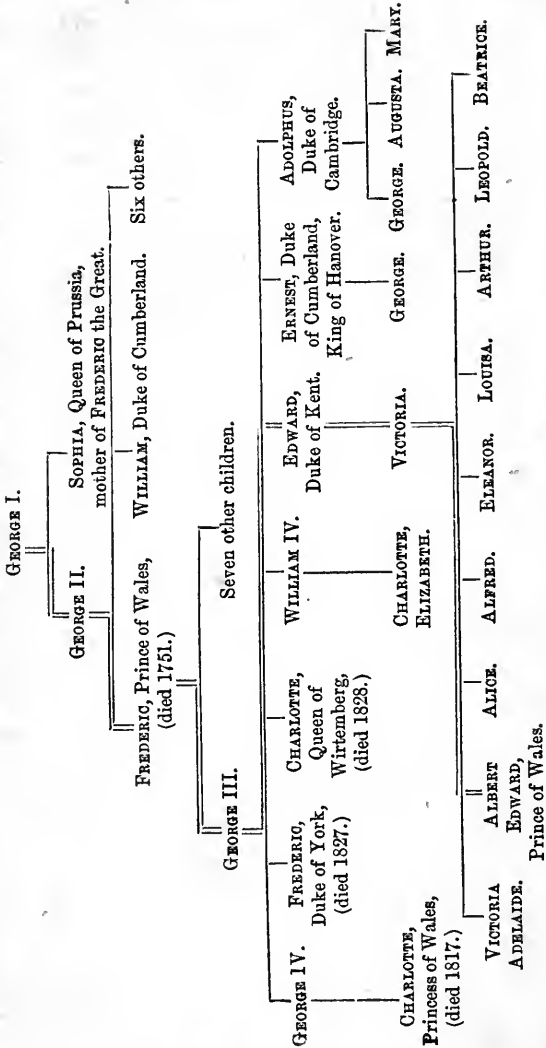 GEORGE I.
GEORGE II.
SOPHIA, Queen of Prussia,
mother of FREDERIC the Great.
FREDERIC, Prince of Wales,
(died 1751.)
WILLIAM, Duke of Cumberland.
Six others.
GEORGE III.
Seven other children.
GEORGE IV.
FREDERIC,
Duke of York,
(died 1827.)
CHARLOTTE,
Queen of
Wirtemberg,
(died 1828.)
WILLIAM IV.
EDWARD,
Duke of Kent.
ERNEST, Duke
of Cumberland,
King of Hanover.
ADOLPHUS,
Duke of
Cambridge.
CHARLOTTE,
Princess of Wales,
(died 1817.)
CHARLOTTE
ELIZABETH.
VICTORIA.
GEORGE.
GEORGE. AUGUSTA. MARY.
VICTORIA
ADELAIDE.
ALBERT
EDWARD,
Prince of Wales.
ALICE.
ALFRED.
ELEANOR.
LOUISA.
ARTHUR.
LEOPOLD.
BEATRICE.